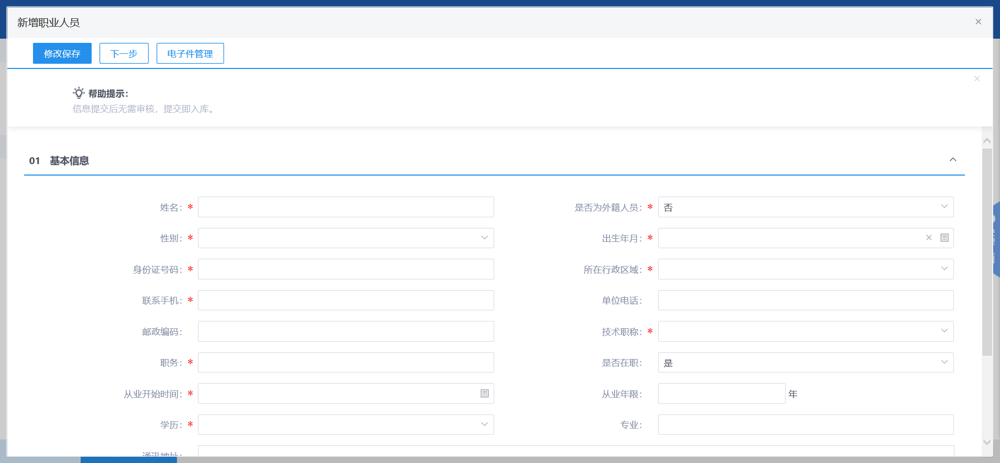 新增职业人员
修改保存 下一步 电子件管理
帮助提示：
信息提交后无需审核，提交即入库。
01 基本信息
姓名：* 是否为外籍人员：* 否
性别：* 出生年月：*
身份证号码：* 所在行政区域：*
联系手机：* 单位电话：
邮政编码： 技术职称：*
职务：* 是否在职： 是
从业开始时间：* 从业年限： 年
学历：* 专业：
通讯地址：